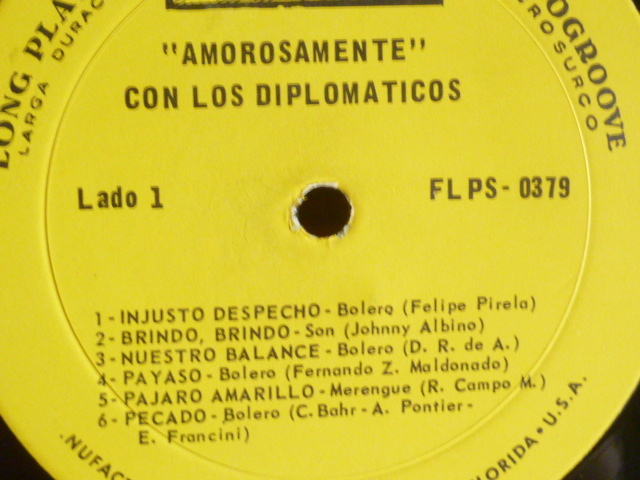 LONG PLA
LARGA DURAC
OGROOVE
ROSURCO
"AMOROSAMENTE"
CON LOS DIPLOMATICOS
Lado 1
FLPS-0379
1-INJUSTO DESPECHO-Bolero (Felipe Pirela)
2-BRINDO, BRINDO-Son (Johnny Albino)
3-NUESTRO BALANCE-Bolero (D. R. de A.)
4-PAYASO-Bolero (Fernando Z. Maldonado)
5-PAJARO AMARILLO-Merengue (R. Campo M.)
6-PECADO-Bolero (C. Bahr-A. Pontier-
E. Francini)
NUFAC
LORIDA • U.S.A.